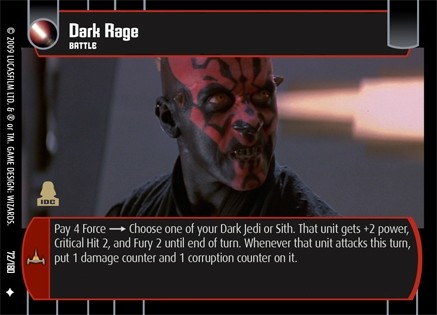 Dark Rage
BATTLE
© 2009 LUCASFILM LTD. & ® or TM. GAME DESIGN: WIZARDS.
IDC
Pay 4 Force → Choose one of your Dark Jedi or Sith. That unit gets +2 power,
Critical Hit 2, and Fury 2 until end of turn. Whenever that unit attacks this turn,
put 1 damage counter and 1 corruption counter on it.
72/180